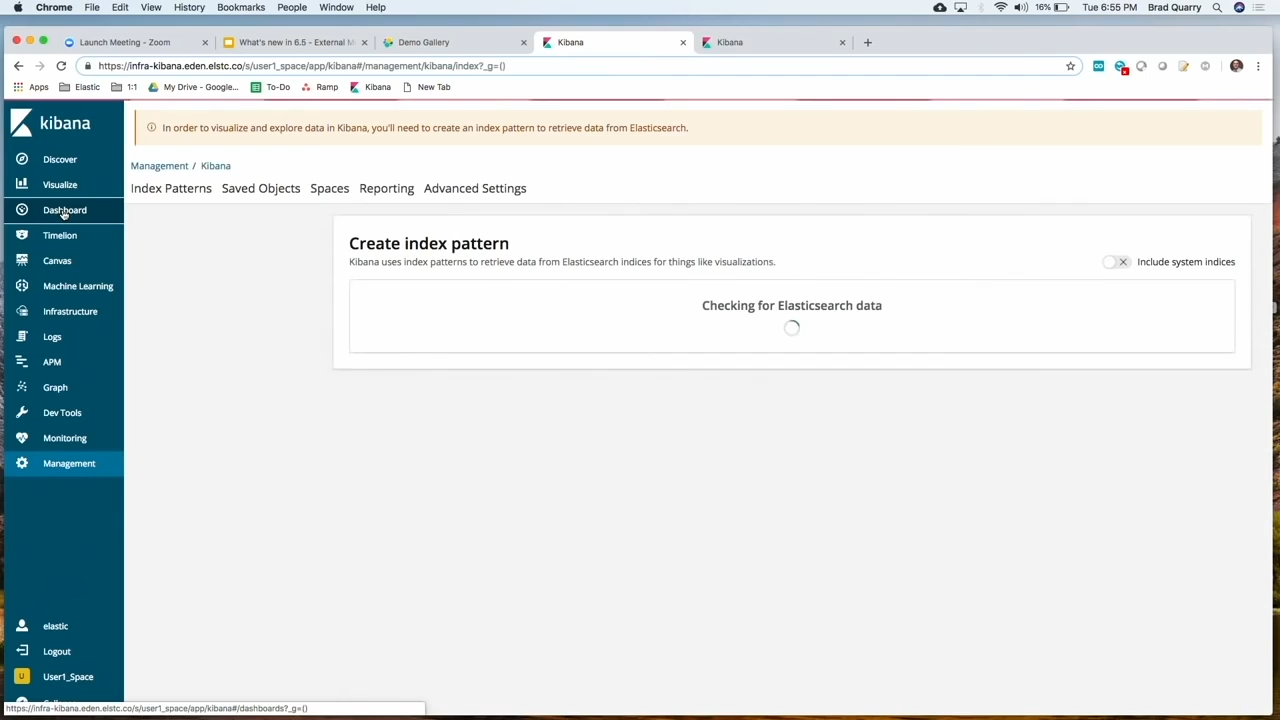 Chrome File Edit View History Bookmarks People Window Help 16% Tue 6:55 PM Brad Quarry
Launch Meeting - Zoom What's new in 6.5 - External M Demo Gallery Kibana Kibana
https://infra-kibana.eden.elstc.co/s/user1_space/app/kibana#/management/kibana/index?_g=()
Apps Elastic 1:1 My Drive - Google... To-Do Ramp Kibana New Tab
kibana
In order to visualize and explore data in Kibana, you'll need to create an index pattern to retrieve data from Elasticsearch.
Discover
Visualize
Dashboard
Timelion
Canvas
Machine Learning
Infrastructure
Logs
APM
Graph
Dev Tools
Monitoring
Management
Management / Kibana
Index Patterns Saved Objects Spaces Reporting Advanced Settings
Create index pattern
Kibana uses index patterns to retrieve data from Elasticsearch indices for things like visualizations.
Include system indices
Checking for Elasticsearch data
elastic
Logout
U User1_Space
https://infra-kibana.eden.elstc.co/s/user1_space/app/kibana#/dashboards?_g=()